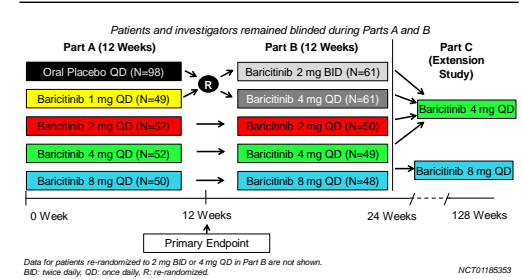 Patients and investigators remained blinded during Parts A and B
Part A (12 Weeks)
Part B (12 Weeks)
Part C
(Extension
Study)
Oral Placebo QD (N=98)
Baricitinib 2 mg BID (N=61)
R
Baricitinib 1 mg QD (N=49)
Baricitinib 4 mg QD (N=61)
Baricitinib 4 mg QD
Baricitinib 2 mg QD (N=52)
Baricitinib 2 mg QD (N=50)
Baricitinib 4 mg QD (N=52)
Baricitinib 4 mg QD (N=49)
Baricitinib 8 mg QD (N=50)
Baricitinib 8 mg QD (N=48)
Baricitinib 8 mg QD
0 Week
12 Weeks
24 Weeks
128 Weeks
Primary Endpoint
Data for patients re-randomized to 2 mg BID or 4 mg QD in Part B are not shown.
BID: twice daily, QD: once daily, R: re-randomized.
NCT01185353